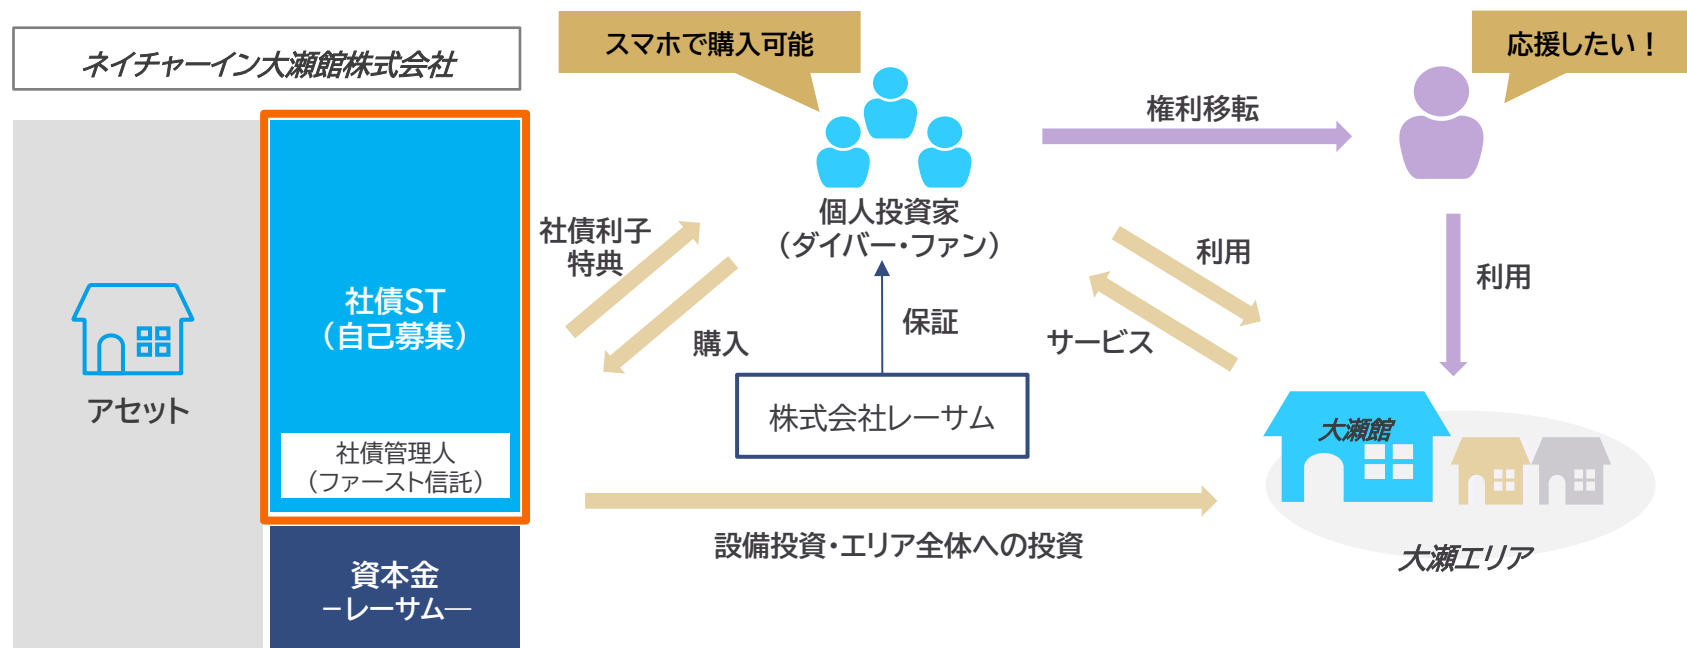 ネイチャーイン大瀬館株式会社
スマホで購入可能
応援したい！
権利移転
個人投資家
（ダイバー・ファン）
社債利子
特典
購入
保証
利用
サービス
利用
アセット
社債ST
（自己募集）
社債管理人
（ファースト信託）
資本金
－レーサム―
株式会社レーサム
設備投資・エリア全体への投資
大瀬館
大瀬エリア